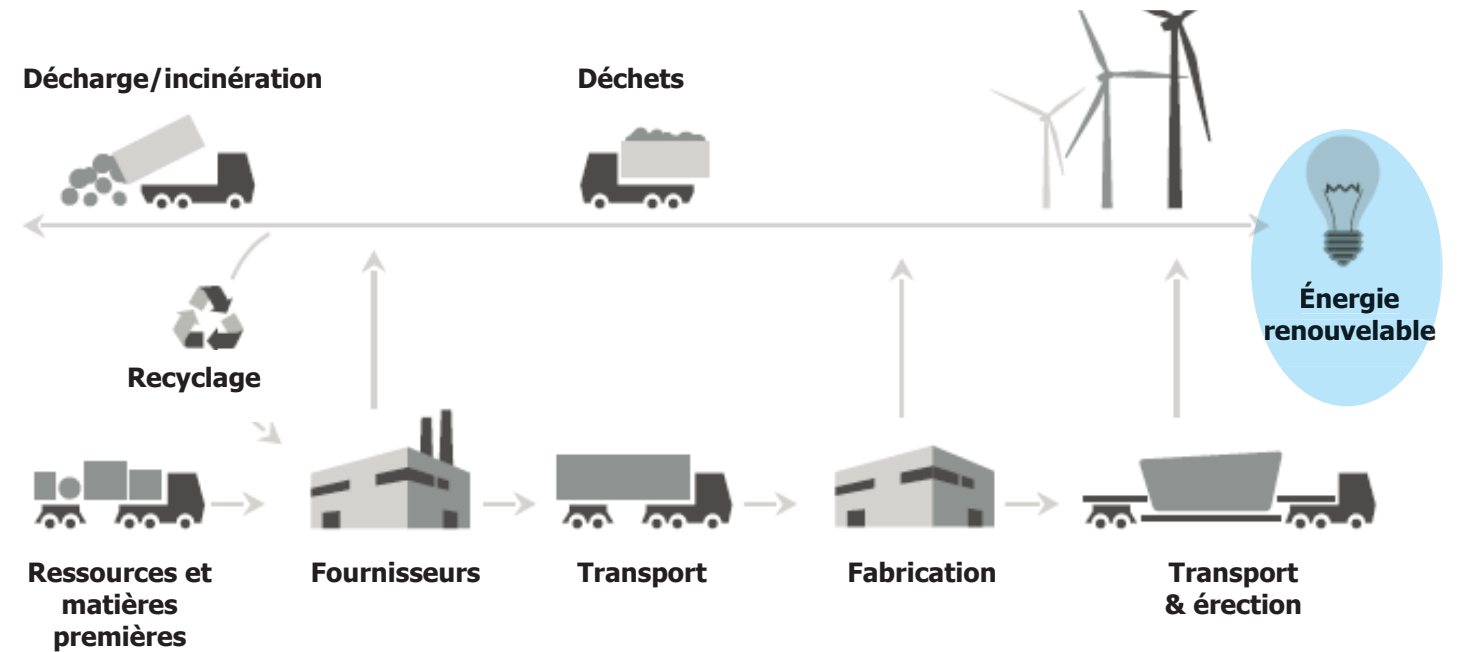 Décharge/incinération
Déchets
Énergie
renouvelable
Recyclage
Ressources et
matières
premières
Fournisseurs
Transport
Fabrication
Transport
& érection